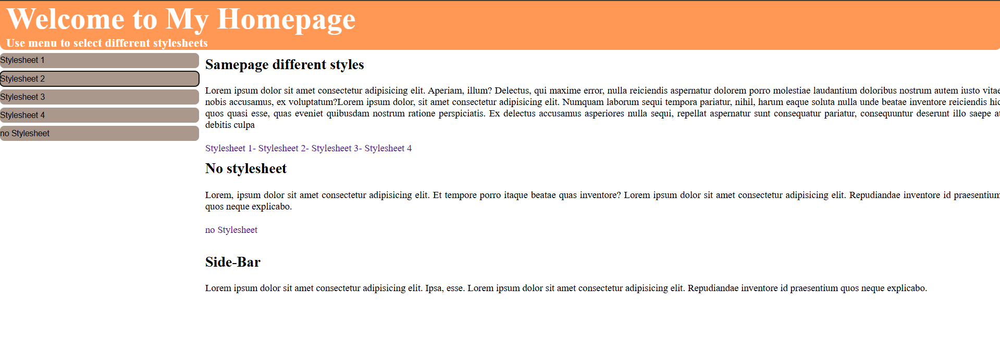 Welcome to My Homepage
Use menu to select different stylesheets
Stylesheet 1
Stylesheet 2
Stylesheet 3
Stylesheet 4
no Stylesheet
Samepage different styles
Lorem ipsum dolor sit amet consectetur adipisicing elit. Aperiam, illum? Delectus, qui maxime error, nulla reiciendis aspernatur dolorem porro molestiae laudantium doloribus nostrum autem iusto vitae
nobis accusamus, ex voluptatum?Lorem ipsum dolor, sit amet consectetur adipisicing elit. Numquam laborum sequi tempora pariatur, nihil, harum eaque soluta nulla unde beatae inventore reiciendis hic
quos quasi esse, quas eveniet quibusdam nostrum ratione perspiciatis. Ex delectus accusamus asperiores nulla sequi, repellat aspernatur sunt consequatur pariatur, consequuntur deserunt illo saepe at
debitis culpa
Stylesheet 1- Stylesheet 2- Stylesheet 3- Stylesheet 4
No stylesheet
Lorem, ipsum dolor sit amet consectetur adipisicing elit. Et tempore porro itaque beatae quas inventore? Lorem ipsum dolor sit amet consectetur adipisicing elit. Repudiandae inventore id praesentium
quos neque explicabo.
no Stylesheet
Side-Bar
Lorem ipsum dolor sit amet consectetur adipisicing elit. Ipsa, esse. Lorem ipsum dolor sit amet consectetur adipisicing elit. Repudiandae inventore id praesentium quos neque explicabo.